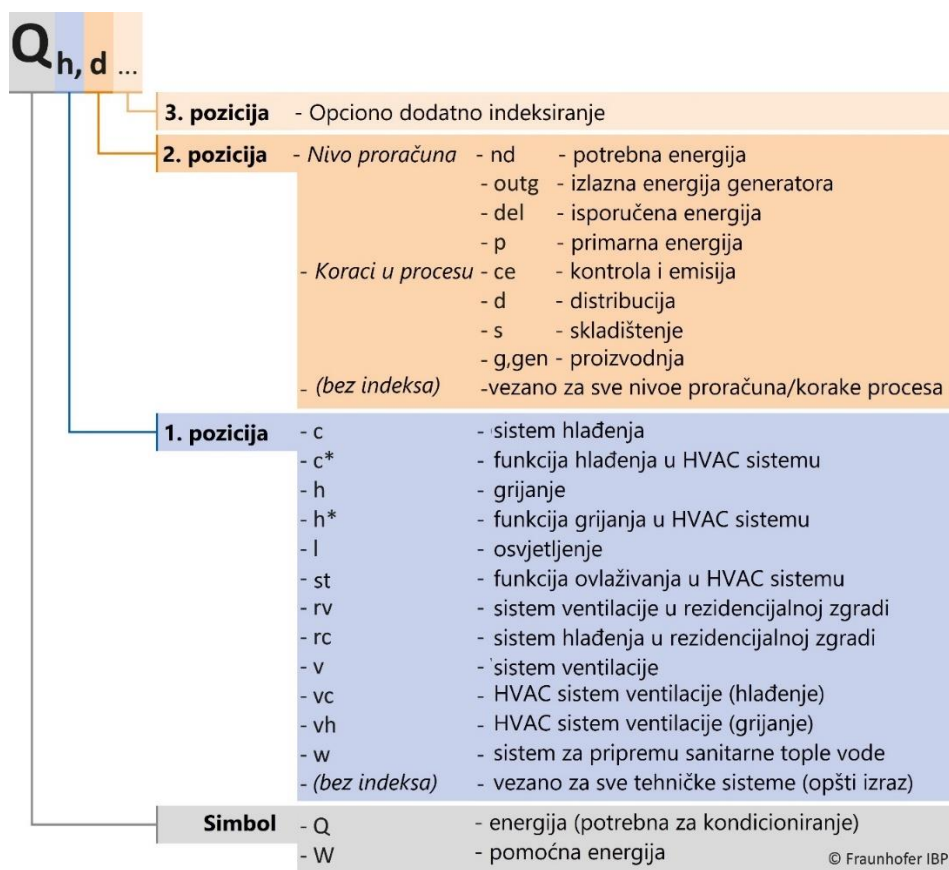 Q h, d ...
3. pozicija - Opciono dodatno indeksiranje
2. pozicija - Nivo proračuna - nd - potrebna energija
- outg - izlazna energija generatora
- del - isporučena energija
- p - primarna energija
- Koraci u procesu - ce - kontrola i emisija
- d - distribucija
- s - skladištenje
- g,gen - proizvodnja
- (bez indeksa) -vezano za sve nivoe proračuna/korake procesa
1. pozicija - c - sistem hlađenja
- c* - funkcija hlađenja u HVAC sistemu
- h - grijanje
- h* - funkcija grijanja u HVAC sistemu
- l - osvjetljenje
- st - funkcija ovlaživanja u HVAC sistemu
- rv - sistem ventilacije u rezidencijalnoj zgradi
- rc - sistem hlađenja u rezidencijalnoj zgradi
- v - sistem ventilacije
- vc - HVAC sistem ventilacije (hlađenje)
- vh - HVAC sistem ventilacije (grijanje)
- w - sistem za pripremu sanitarne tople vode
- (bez indeksa) - vezano za sve tehničke sisteme (opšti izraz)
Simbol - Q - energija (potrebna za kondicioniranje)
- W - pomoćna energija
© Fraunhofer IBP